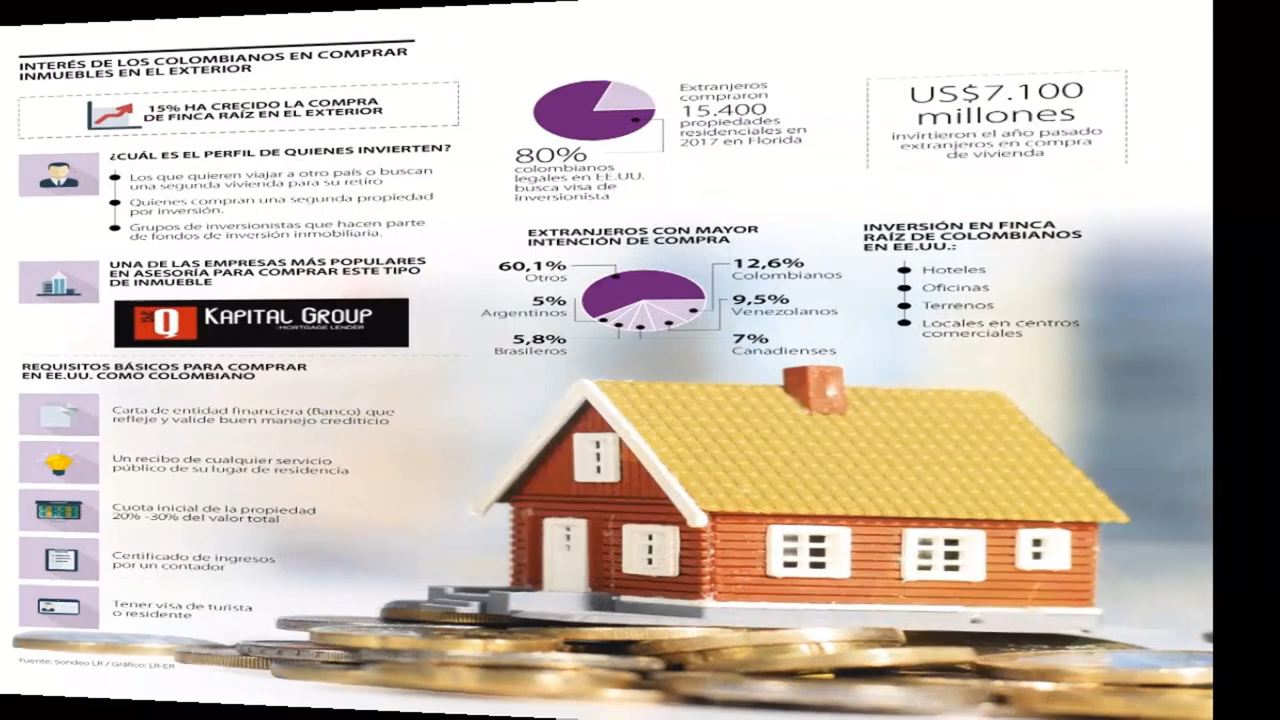 INTERÉS DE LOS COLOMBIANOS EN COMPRAR
INMUEBLES EN EL EXTERIOR
15% HA CRECIDO LA COMPRA
DE FINCA RAÍZ EN EL EXTERIOR
¿CUÁL ES EL PERFIL DE QUIENES INVIERTEN?
Los que quieren viajar a otro país o buscan
una segunda vivienda para su retiro
Quienes compran una segunda propiedad
por inversión.
Grupos de inversionistas que hacen parte
de fondos de inversión inmobiliaria.
UNA DE LAS EMPRESAS MÁS POPULARES
EN ASESORÍA PARA COMPRAR ESTE TIPO
DE INMUEBLE
Q KAPITAL GROUP
MORTGAGE LENDER
REQUISITOS BÁSICOS PARA COMPRAR
EN EE.UU. COMO COLOMBIANO
Carta de entidad financiera (Banco) que
refleje y valide buen manejo crediticio
Un recibo de cualquier servicio
público de su lugar de residencia
Cuota inicial de la propiedad
20% -30% del valor total
Certificado de ingresos
por un contador
Tener visa de turista
o residente
Fuente: Sondeo LR / Gráfico: LR-ER
80%
colombianos
legales en EE.UU.
busca visa de
inversionista
Extranjeros
compraron
15.400
propiedades
residenciales en
2017 en Florida
US$7.100
millones
invirtieron el año pasado
extranjeros en compra
de vivienda
EXTRANJEROS CON MAYOR
INTENCIÓN DE COMPRA
60,1%
Otros
5%
Argentinos
5,8%
Brasileros
12,6%
Colombianos
9,5%
Venezolanos
7%
Canadienses
INVERSIÓN EN FINCA
RAÍZ DE COLOMBIANOS
EN EE.UU.:
Hoteles
Oficinas
Terrenos
Locales en centros
comerciales